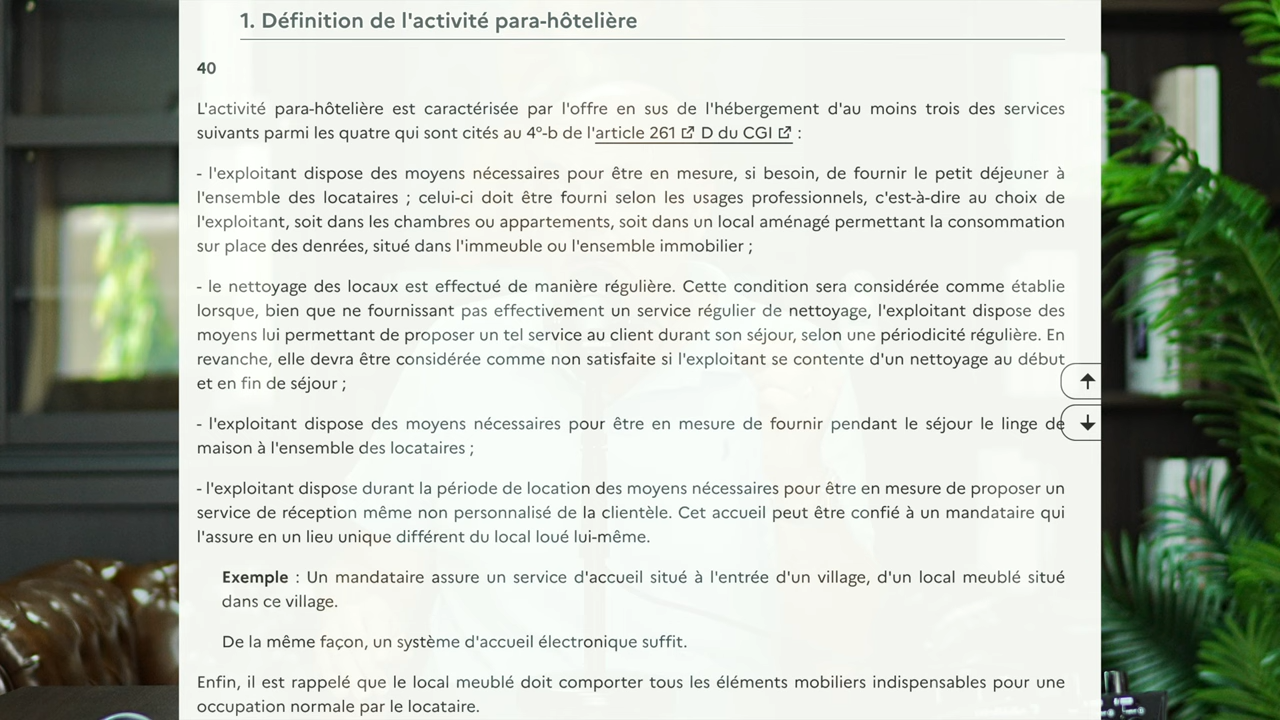 1. Définition de l'activité para-hôtelière
40
L'activité para-hôtelière est caractérisée par l'offre en sus de l'hébergement d'au moins trois des services
suivants parmi les quatre qui sont cités au 4°-b de l'article 261 D du CGI :
- l'exploitant dispose des moyens nécessaires pour être en mesure, si besoin, de fournir le petit déjeuner à
l'ensemble des locataires ; celui-ci doit être fourni selon les usages professionnels, c'est-à-dire au choix de
l'exploitant, soit dans les chambres ou appartements, soit dans un local aménagé permettant la consommation
sur place des denrées, situé dans l'immeuble ou l'ensemble immobilier ;
- le nettoyage des locaux est effectué de manière régulière. Cette condition sera considérée comme établie
lorsque, bien que ne fournissant pas effectivement un service régulier de nettoyage, l'exploitant dispose des
moyens lui permettant de proposer un tel service au client durant son séjour, selon une périodicité régulière. En
revanche, elle devra être considérée comme non satisfaite si l'exploitant se contente d'un nettoyage au début
et en fin de séjour ;
- l'exploitant dispose des moyens nécessaires pour être en mesure de fournir pendant le séjour le linge de
maison à l'ensemble des locataires ;
- l'exploitant dispose durant la période de location des moyens nécessaires pour être en mesure de proposer un
service de réception même non personnalisé de la clientèle. Cet accueil peut être confié à un mandataire qui
l'assure en un lieu unique différent du local loué lui-même.
Exemple : Un mandataire assure un service d'accueil situé à l'entrée d'un village, d'un local meublé situé
dans ce village.
De la même façon, un système d'accueil électronique suffit.
Enfin, il est rappelé que le local meublé doit comporter tous les éléments mobiliers indispensables pour une
occupation normale par le locataire.